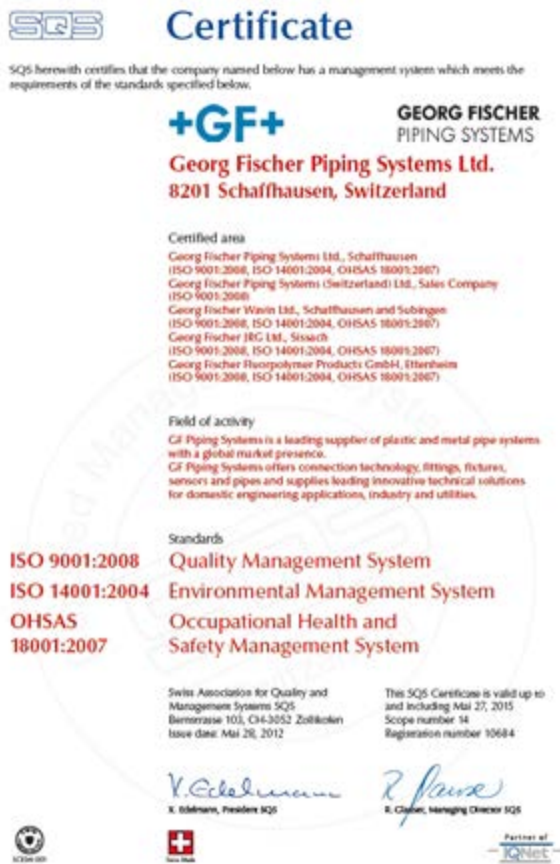 SQS
Certificate
SQS herewith certifies that the company named below has a management system which meets the
requirements of the standards specified below.
+GF+
GEORG FISCHER
PIPING SYSTEMS
Georg Fischer Piping Systems Ltd.
8201 Schaffhausen, Switzerland
Certified area
Georg Fischer Piping Systems Ltd., Schaffhausen
(ISO 9001:2008, ISO 14001:2004, OHSAS 18001:2007)
Georg Fischer Piping Systems (Switzerland) Ltd., Sales Company
(ISO 9001:2008)
Georg Fischer Wavin Ltd., Schaffhausen and Subingen
(ISO 9001:2008, ISO 14001:2004, OHSAS 18001:2007)
Georg Fischer JRG Ltd., Sissach
(ISO 9001:2008, ISO 14001:2004, OHSAS 18001:2007)
Georg Fischer Fluorpolymer Products GmbH, Ettenheim
(ISO 9001:2008, ISO 14001:2004, OHSAS 18001:2007)
Field of activity
GF Piping Systems is a leading supplier of plastic and metal pipe systems
with a global market presence.
GF Piping Systems offers connection technology, fittings, fixtures,
sensors and pipes and supplies leading innovative technical solutions
for domestic engineering applications, industry and utilities.
Standards
ISO 9001:2008 Quality Management System
ISO 14001:2004 Environmental Management System
OHSAS Occupational Health and
18001:2007 Safety Management System
Swiss Association for Quality and
Management Systems SQS
Bernstrasse 103, CH-3052 Zollikofen
Issue date: Mai 28, 2012
This SQS Certificate is valid up to
and including Mai 27, 2015
Scope number 14
Registration number 10684
X. Edelmann
X. Edelmann, President SQS
R. Glauser, Managing Director SQS
Swiss Made
Partner of
IQNet